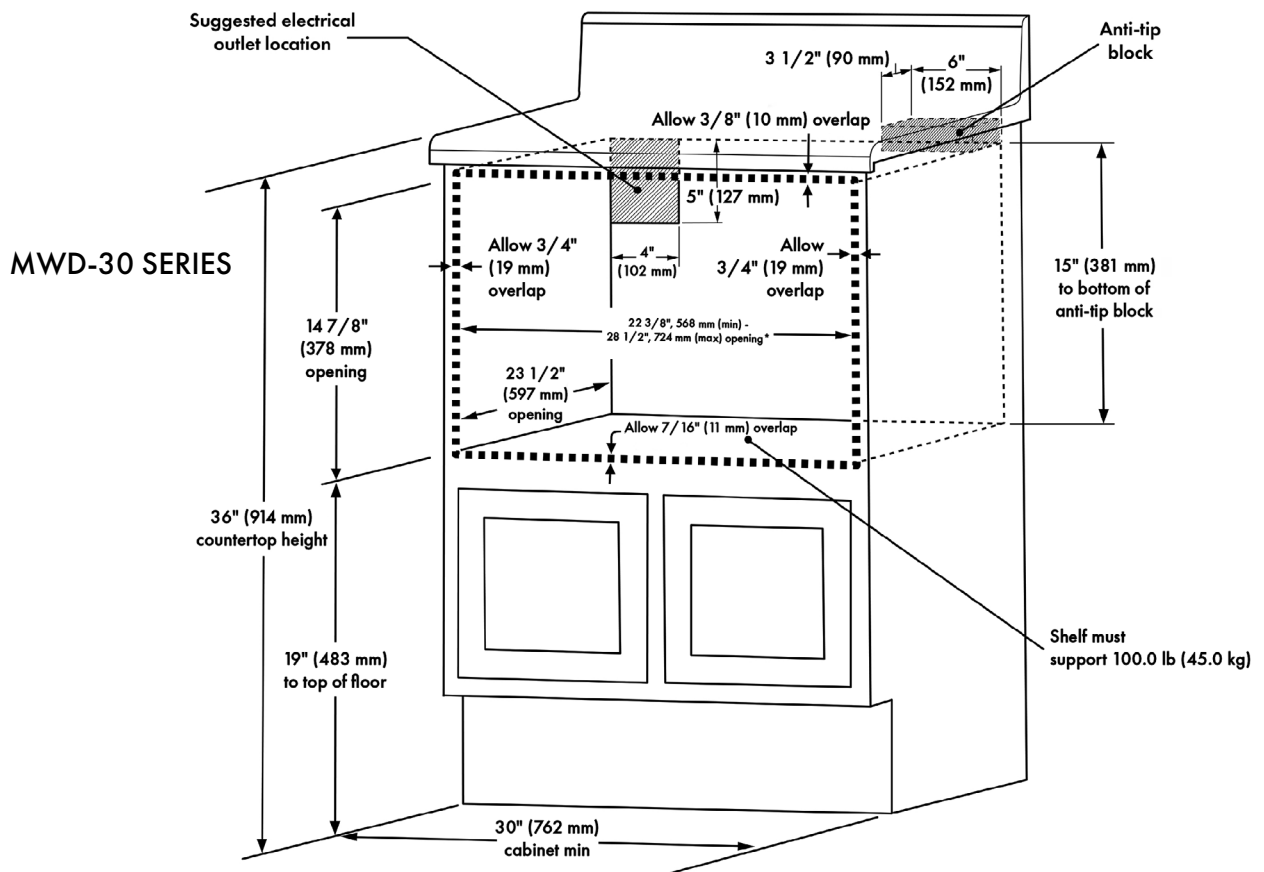 Suggested electrical
outlet location
Anti-tip
block
3 1/2" (90 mm)
6"
(152 mm)
Allow 3/8" (10 mm) overlap
5" (127 mm)
MWD-30 SERIES
Allow 3/4"
(19 mm)
overlap
4"
(102 mm)
Allow
3/4" (19 mm)
overlap
15" (381 mm)
to bottom of
anti-tip block
14 7/8"
(378 mm)
opening
22 3/8", 568 mm (min) -
28 1/2", 724 mm (max) opening*
23 1/2"
(597 mm)
opening
Allow 7/16" (11 mm) overlap
36" (914 mm)
countertop height
Shelf must
support 100.0 lb (45.0 kg)
19" (483 mm)
to top of floor
30" (762 mm)
cabinet min